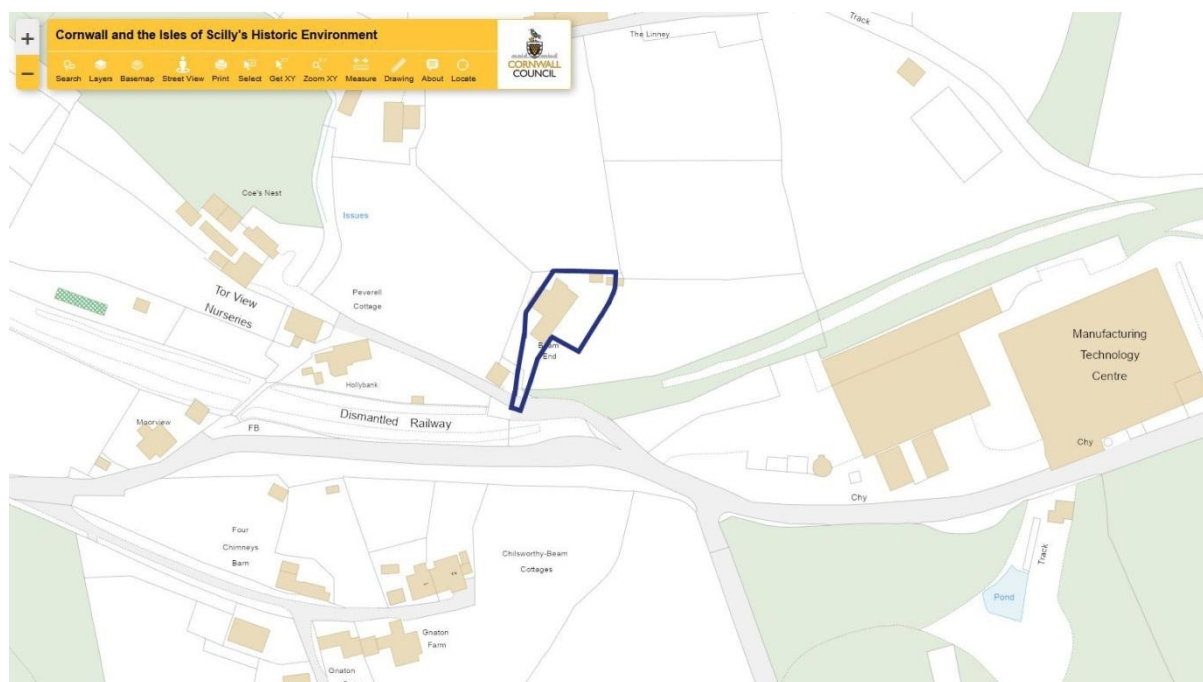 +
Cornwall and the Isles of Scilly's Historic Environment
Search Layers Basemap Street View Print Select Get XY Zoom XY Measure Drawing About Locate
CORNWALL
COUNCIL
−
The Linney
Track
Coe's Nest
Issues
Tor View
Nurseries
Peverell
Cottage
Beam
End
Manufacturing
Technology
Centre
Hollybank
Dismantled Railway
Moorview
FB
Chy
Chy
Four
Chimneys
Barn
Chilsworthy-Beam
Cottages
1
2
Track
Pond
Gnaton
Farm
Gnaton